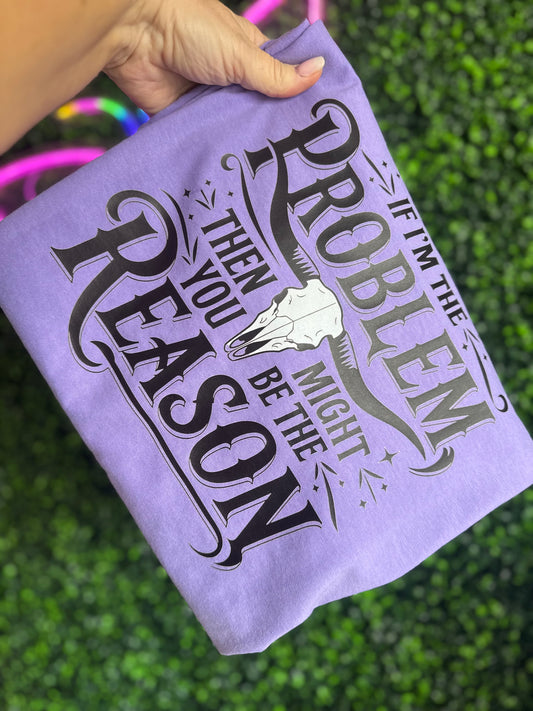 IF I'M THE
PROBLEM
THEN MIGHT
YOU BE THE
REASON